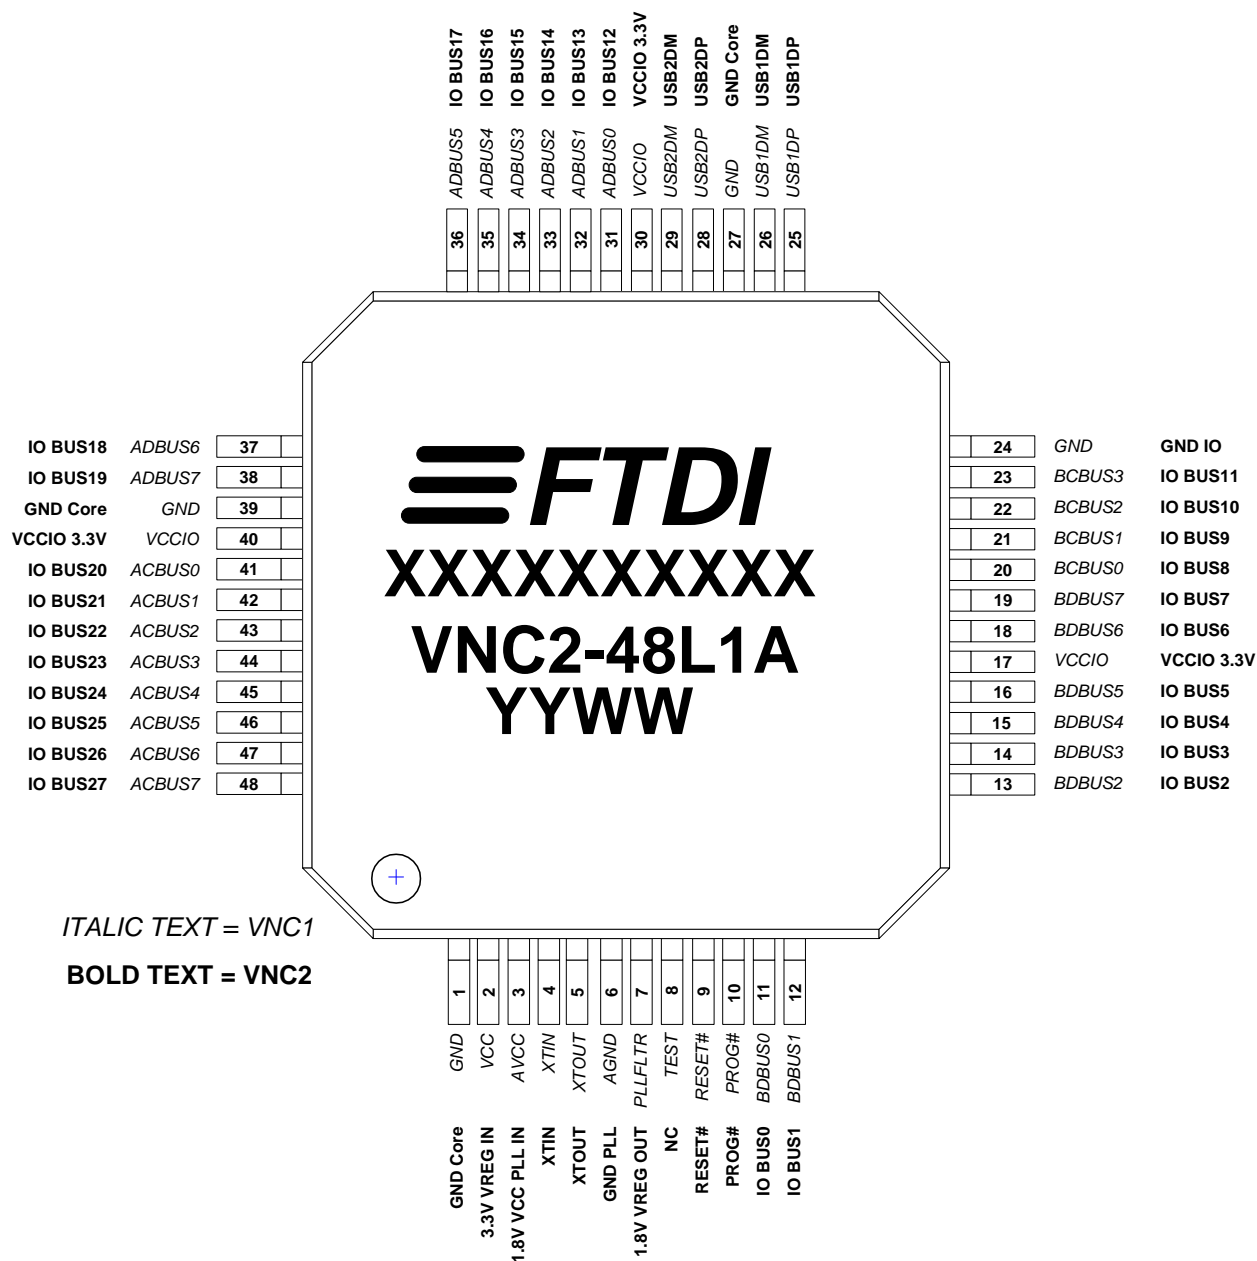 IO BUS17 ADBUS5 36
IO BUS16 ADBUS4 35
IO BUS15 ADBUS3 34
IO BUS14 ADBUS2 33
IO BUS13 ADBUS1 32
IO BUS12 ADBUS0 31
VCCIO 3.3V VCCIO 30
USB2DM USB2DM 29
USB2DP USB2DP 28
GND Core GND 27
USB1DM USB1DM 26
USB1DP USB1DP 25
IO BUS18 ADBUS6 37
IO BUS19 ADBUS7 38
GND Core GND 39
VCCIO 3.3V VCCIO 40
IO BUS20 ACBUS0 41
IO BUS21 ACBUS1 42
IO BUS22 ACBUS2 43
IO BUS23 ACBUS3 44
IO BUS24 ACBUS4 45
IO BUS25 ACBUS5 46
IO BUS26 ACBUS6 47
IO BUS27 ACBUS7 48
FTDI
XXXXXXXXXX
VNC2-48L1A
YYWW
24 GND GND IO
23 BCBUS3 IO BUS11
22 BCBUS2 IO BUS10
21 BCBUS1 IO BUS9
20 BCBUS0 IO BUS8
19 BDBUS7 IO BUS7
18 BDBUS6 IO BUS6
17 VCCIO VCCIO 3.3V
16 BDBUS5 IO BUS5
15 BDBUS4 IO BUS4
14 BDBUS3 IO BUS3
13 BDBUS2 IO BUS2
ITALIC TEXT = VNC1
BOLD TEXT = VNC2
GND Core GND 1
3.3V VREG IN VCC 2
1.8V VCC PLL IN AVCC 3
XTIN XTIN 4
XTOUT XTOUT 5
GND PLL AGND 6
1.8V VREG OUT PLLFLTR 7
NC TEST 8
RESET# RESET# 9
PROG# PROG# 10
IO BUS0 BDBUS0 11
IO BUS1 BDBUS1 12